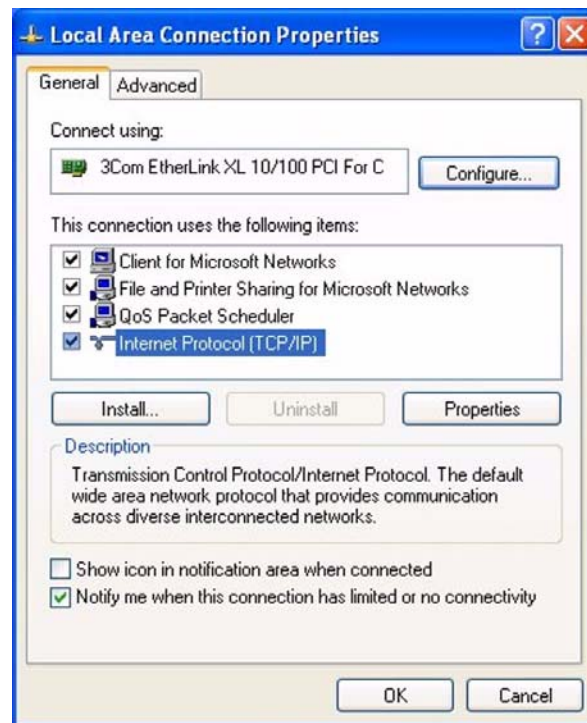 Local Area Connection Properties
General Advanced
Connect using:
3Com EtherLink XL 10/100 PCI For C Configure...
This connection uses the following items:
Client for Microsoft Networks
File and Printer Sharing for Microsoft Networks
QoS Packet Scheduler
Internet Protocol (TCP/IP)
Install... Uninstall Properties
Description
Transmission Control Protocol/Internet Protocol. The default
wide area network protocol that provides communication
across diverse interconnected networks.
Show icon in notification area when connected
Notify me when this connection has limited or no connectivity
OK Cancel